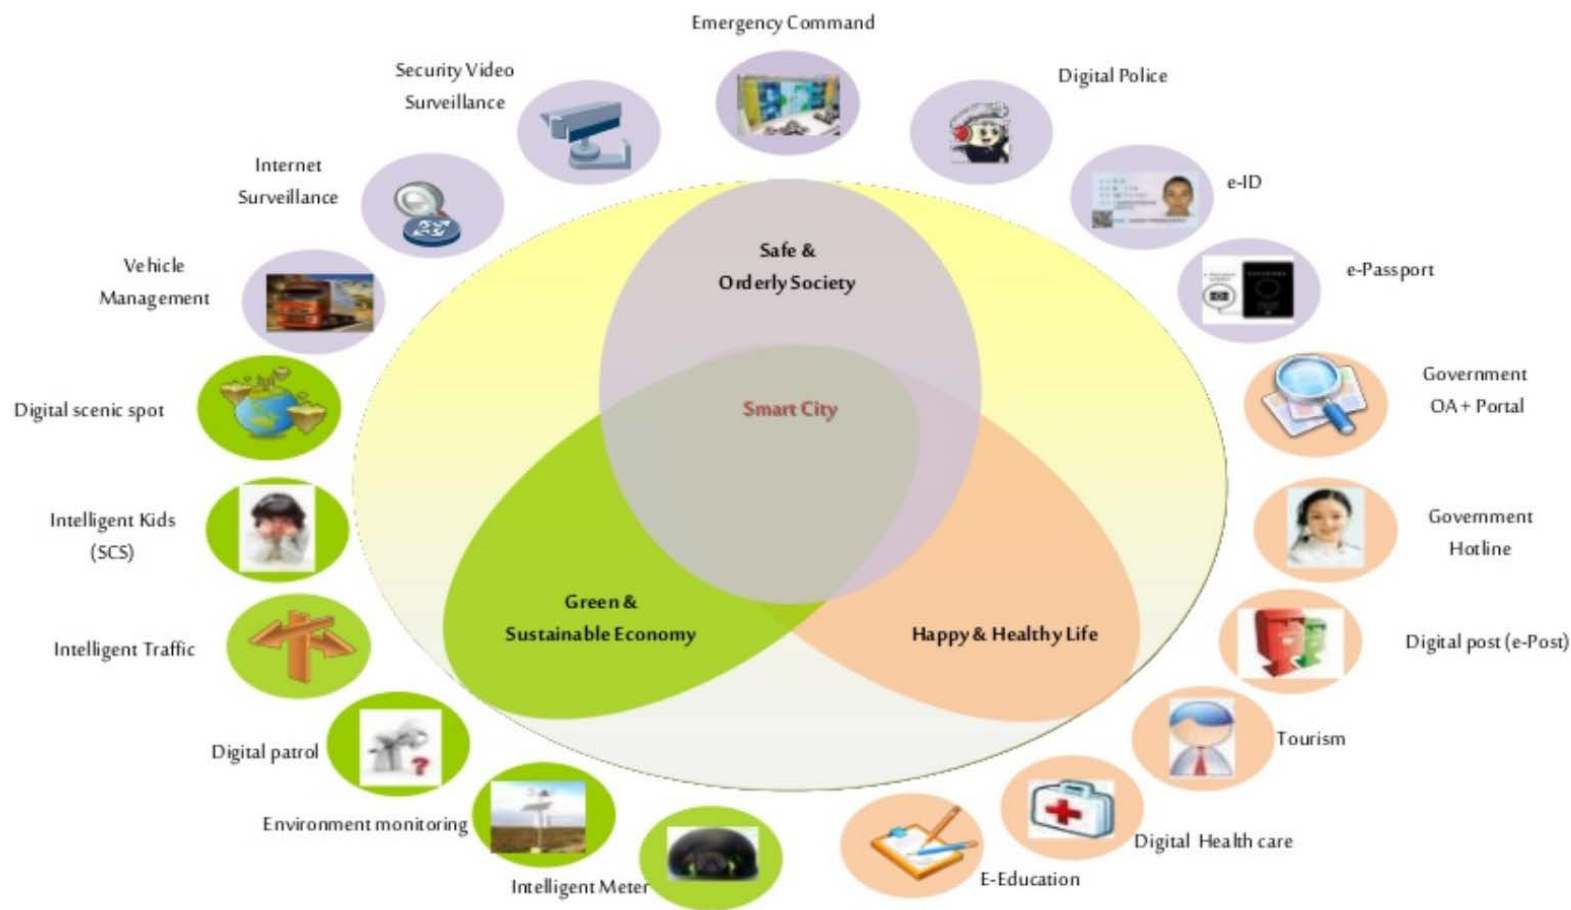 Emergency Command
Security Video
Surveillance
Digital Police
Internet
Surveillance
e-ID
Vehicle
Management
e-Passport
Safe &
Orderly Society
Digital scenic spot
Government
OA+ Portal
Smart City
Intelligent Kids
(SCS)
Government
Hotline
Green &
Sustainable Economy
Happy & Healthy Life
Intelligent Traffic
Digital post (e-Post)
Digital patrol
Tourism
Environment monitoring
Digital Health care
Intelligent Meter
E-Education